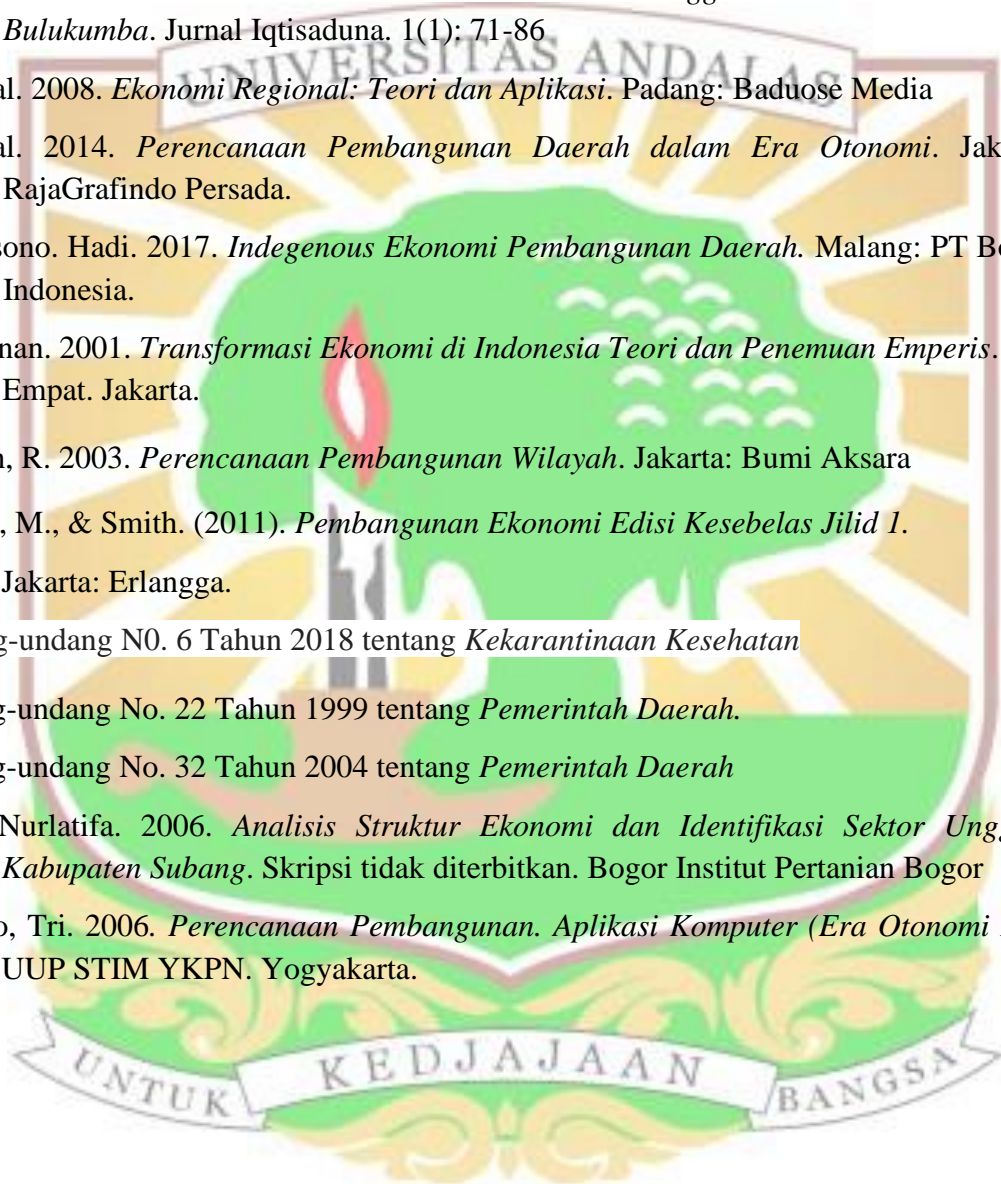 Bulukumba. Jurnal Iqtisaduna. 1(1): 71-86
UNIVERSITAS ANDALAS
al. 2008. Ekonomi Regional: Teori dan Aplikasi. Padang: Baduose Media
al. 2014. Perencanaan Pembangunan Daerah dalam Era Otonomi. Jak
RajaGrafindo Persada.
sono. Hadi. 2017. Indegenous Ekonomi Pembangunan Daerah. Malang: PT B
Indonesia.
nan. 2001. Transformasi Ekonomi di Indonesia Teori dan Penemuan Emperis.
Empat. Jakarta.
, R. 2003. Perencanaan Pembangunan Wilayah. Jakarta: Bumi Aksara
, M., & Smith. (2011). Pembangunan Ekonomi Edisi Kesebelas Jilid 1.
Jakarta: Erlangga.
g-undang N0. 6 Tahun 2018 tentang Kekarantinaan Kesehatan
g-undang No. 22 Tahun 1999 tentang Pemerintah Daerah.
g-undang No. 32 Tahun 2004 tentang Pemerintah Daerah
Nurlatifa. 2006. Analisis Struktur Ekonomi dan Identifikasi Sektor Ungg
Kabupaten Subang. Skripsi tidak diterbitkan. Bogor Institut Pertanian Bogor
o, Tri. 2006. Perencanaan Pembangunan. Aplikasi Komputer (Era Otonomi
UUP STIM YKPN. Yogyakarta.
UNTUK KEDJAJAAN BANGSA